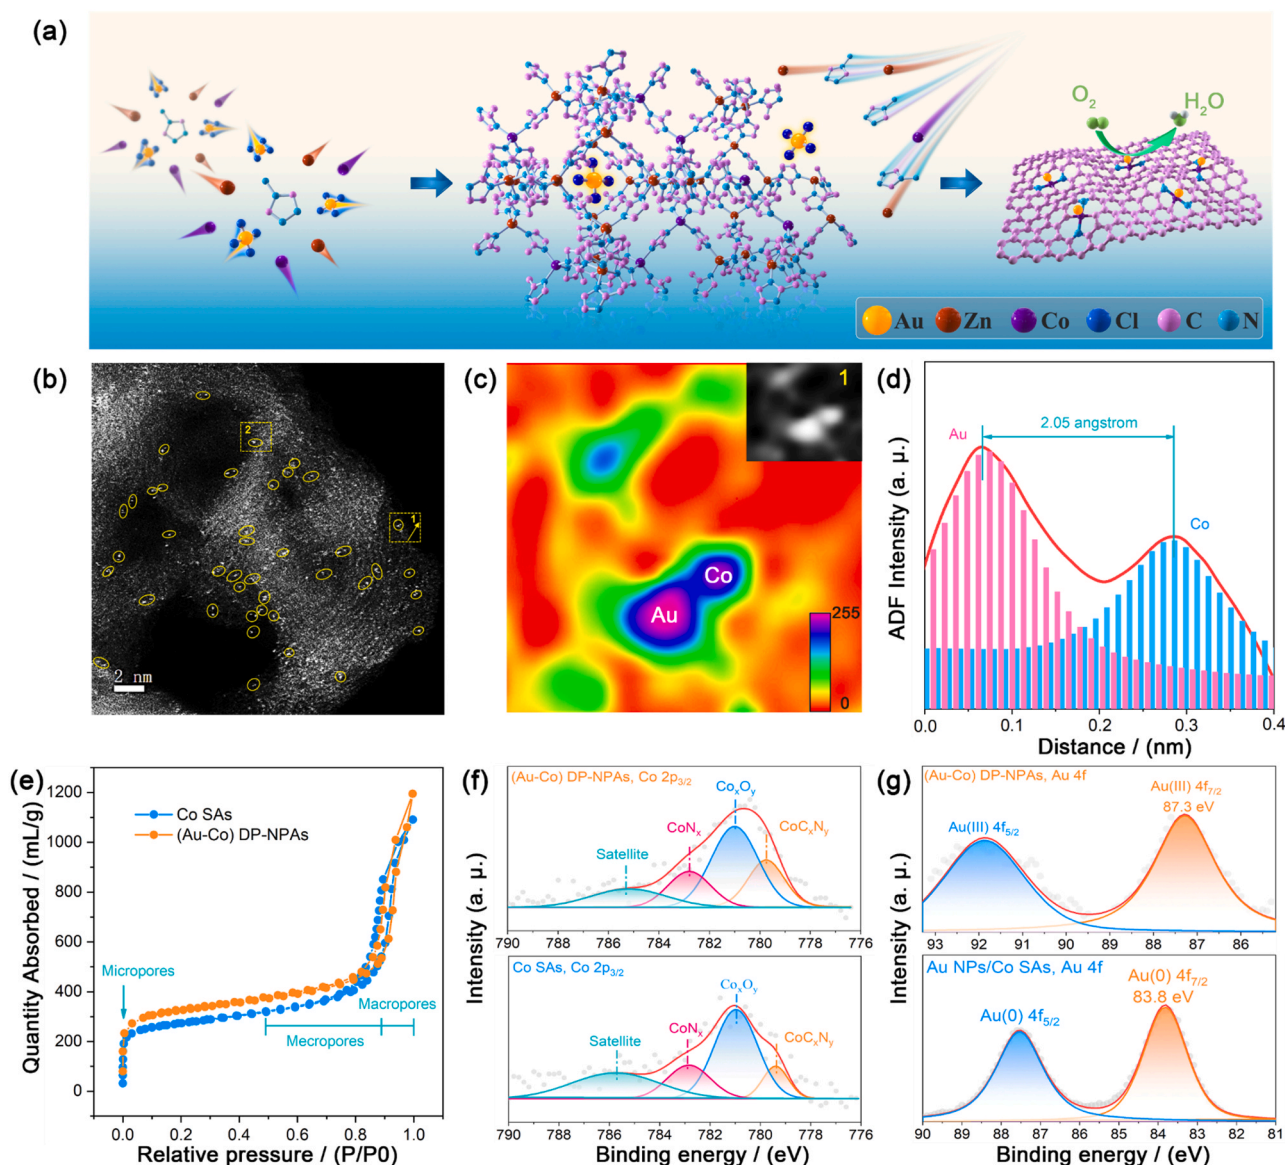 (a)
O₂
H₂O
Au Zn Co Cl C N
(b)
2
1
2 nm
(c)
1
Co
Au
255
0
(d)
2.05 angstrom
Au
Co
ADF Intensity (a. μ.)
0.0 0.1 0.2 0.3 0.4
Distance / (nm)
(e)
1200
1000
800
600
400
200
0
Co SAs
(Au-Co) DP-NPAs
Micropores
Macropores
Mecropores
Quantity Absorbed / (mL/g)
0.0 0.2 0.4 0.6 0.8 1.0
Relative pressure / (P/P0)
(f)
(Au-Co) DP-NPAs, Co 2p₃/₂
CoₓOᵧ
CoNₓ
CoCₓNᵧ
Satellite
790 788 786 784 782 780 778 776
Co SAs, Co 2p₃/₂
CoₓOᵧ
CoNₓ
CoCₓNᵧ
Satellite
Intensity (a. μ.)
790 788 786 784 782 780 778 776
Binding energy / (eV)
(g)
(Au-Co) DP-NPAs, Au 4f
Au(III) 4f₇/₂
87.3 eV
Au(III) 4f₅/₂
93 92 91 90 89 88 87 86
Au NPs/Co SAs, Au 4f
Au(0) 4f₇/₂
83.8 eV
Au(0) 4f₅/₂
Intensity (a. μ.)
90 89 88 87 86 85 84 83 82 81
Binding energy / (eV)